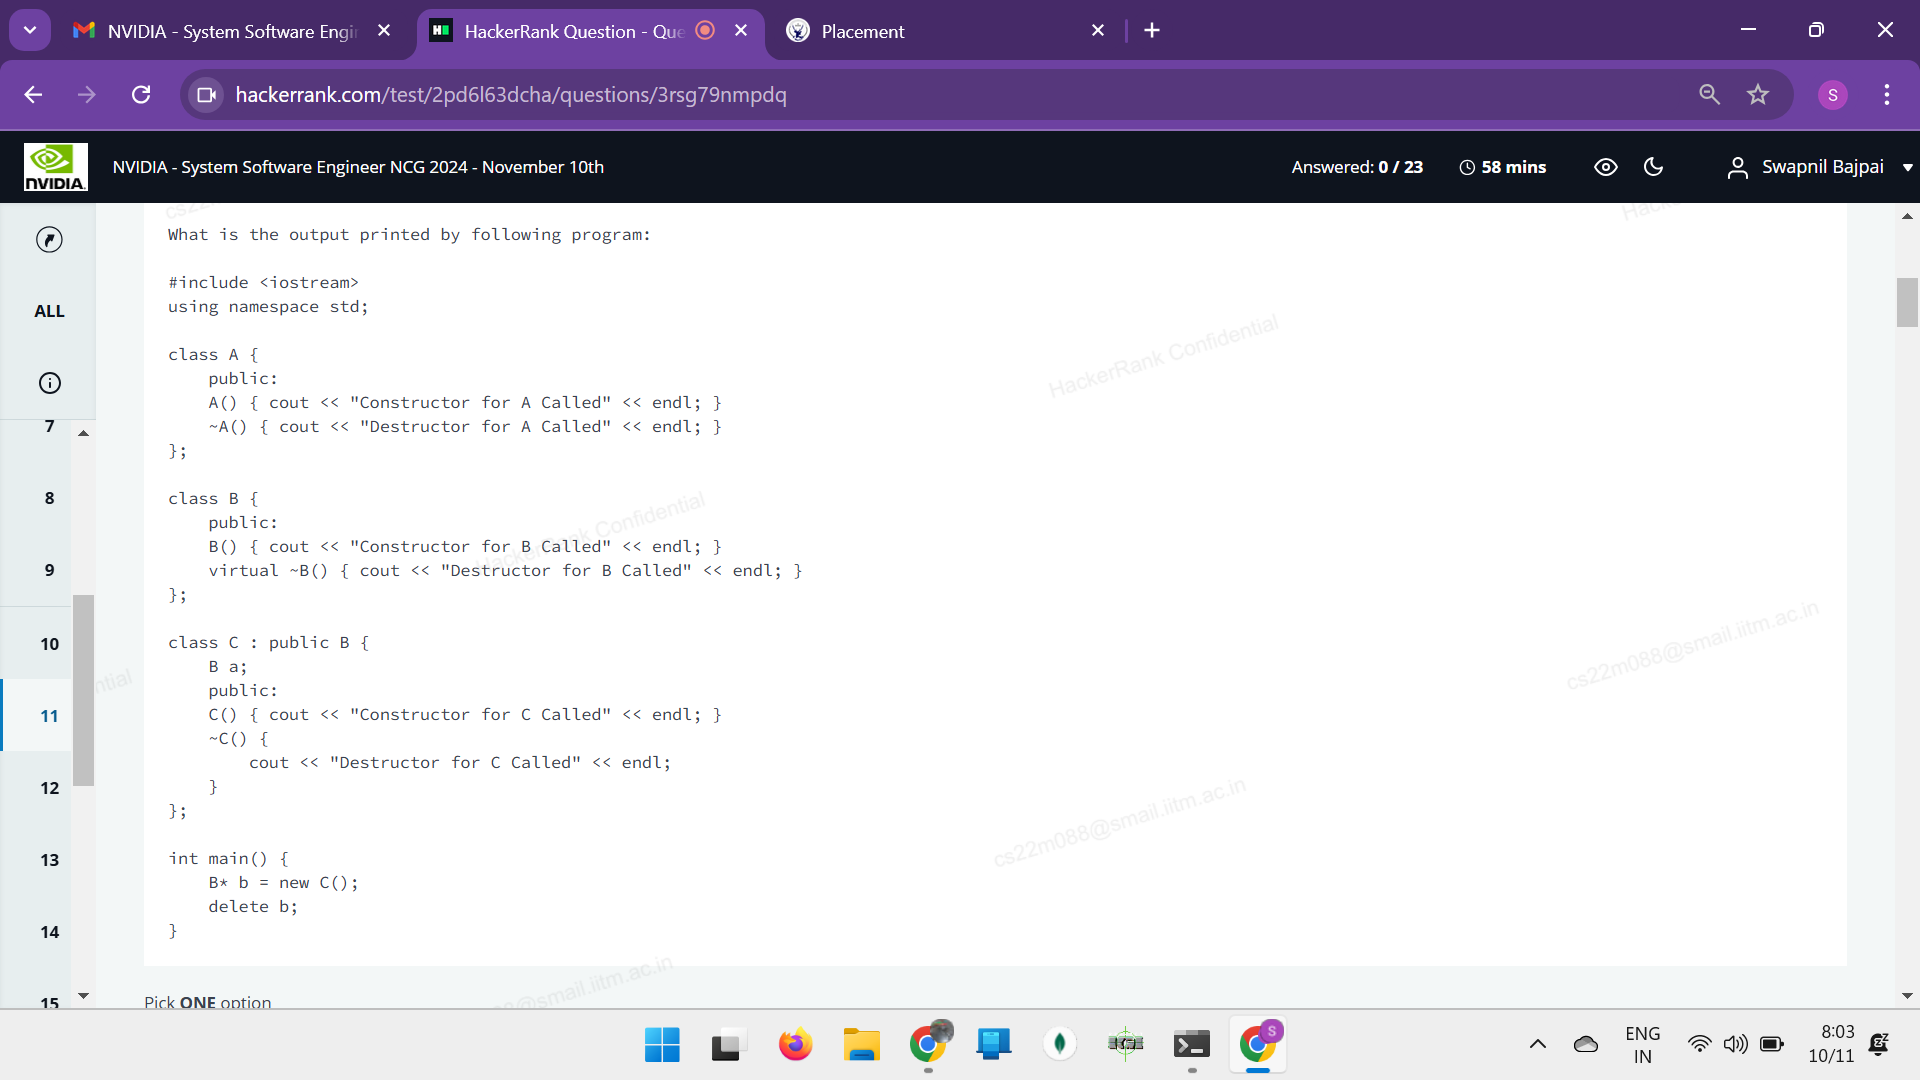 NVIDIA - System Software Engi
HackerRank Question - Que
Placement
hackerrank.com/test/2pd6l63dcha/questions/3rsg79nmpdq
S
NVIDIA
NVIDIA - System Software Engineer NCG 2024 - November 10th
Answered: 0 / 23
58 mins
Swapnil Bajpai
ALL
7
8
9
10
11
12
13
14
15
What is the output printed by following program:
#include <iostream>
using namespace std;
class A {
public:
A() { cout << "Constructor for A Called" << endl; }
~A() { cout << "Destructor for A Called" << endl; }
};
class B {
public:
B() { cout << "Constructor for B Called" << endl; }
virtual ~B() { cout << "Destructor for B Called" << endl; }
};
class C : public B {
B a;
public:
C() { cout << "Constructor for C Called" << endl; }
~C() {
cout << "Destructor for C Called" << endl;
}
};
int main() {
B* b = new C();
delete b;
}
Pick ONE option
HackerRank Confidential
HackerRank Confidential
cs22m088@smail.iitm.ac.in
cs22m088@smail.iitm.ac.in
@smail.iitm.ac.in
ntial
S
ENG
IN
8:03
10/11